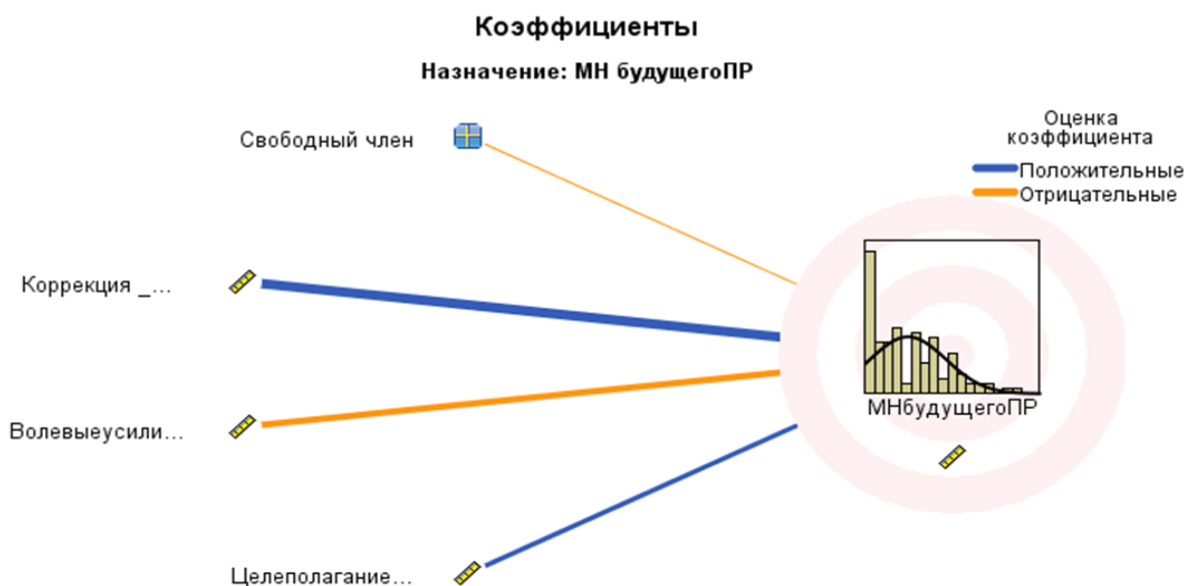 Коэффициенты
Назначение: МН будущегоПР
Свободный член
Оценка
коэффициента
Положительные
Отрицательные
Коррекция _...
МНбудущегоПР
Волевыеусили...
Целеполагание...